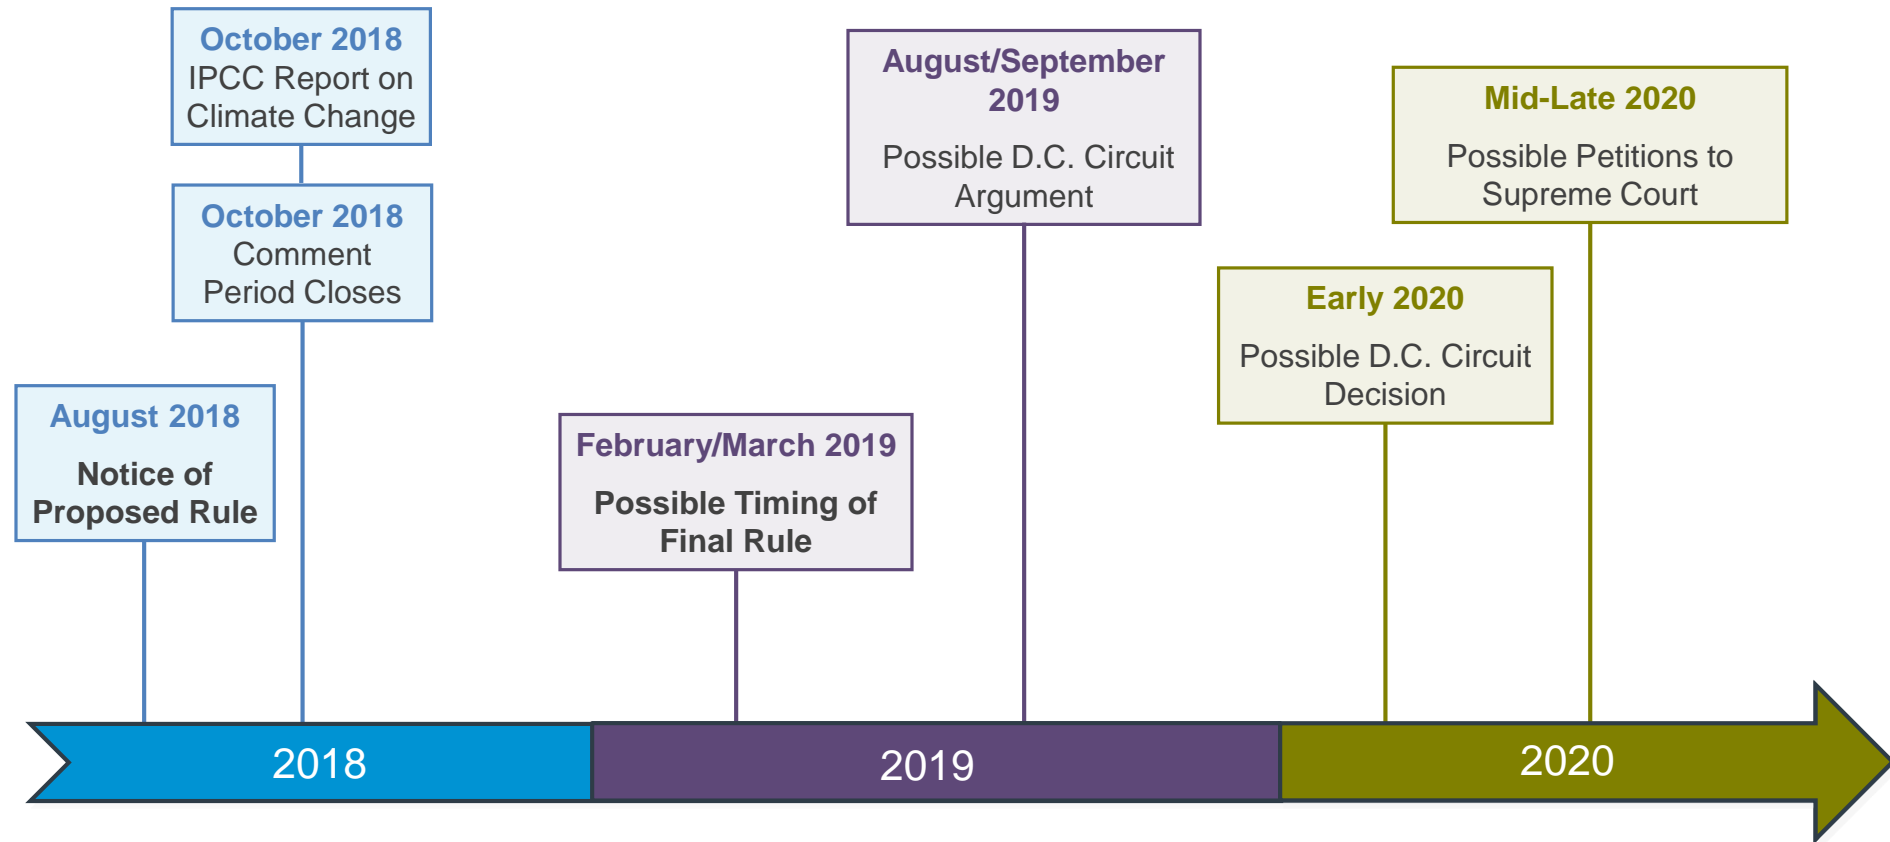 October 2018
IPCC Report on
Climate Change
October 2018
Comment
Period Closes
August 2018
Notice of
Proposed Rule
February/March 2019
Possible Timing of
Final Rule
August/September
2019
Possible D.C. Circuit
Argument
Early 2020
Possible D.C. Circuit
Decision
Mid-Late 2020
Possible Petitions to
Supreme Court
2018
2019
2020